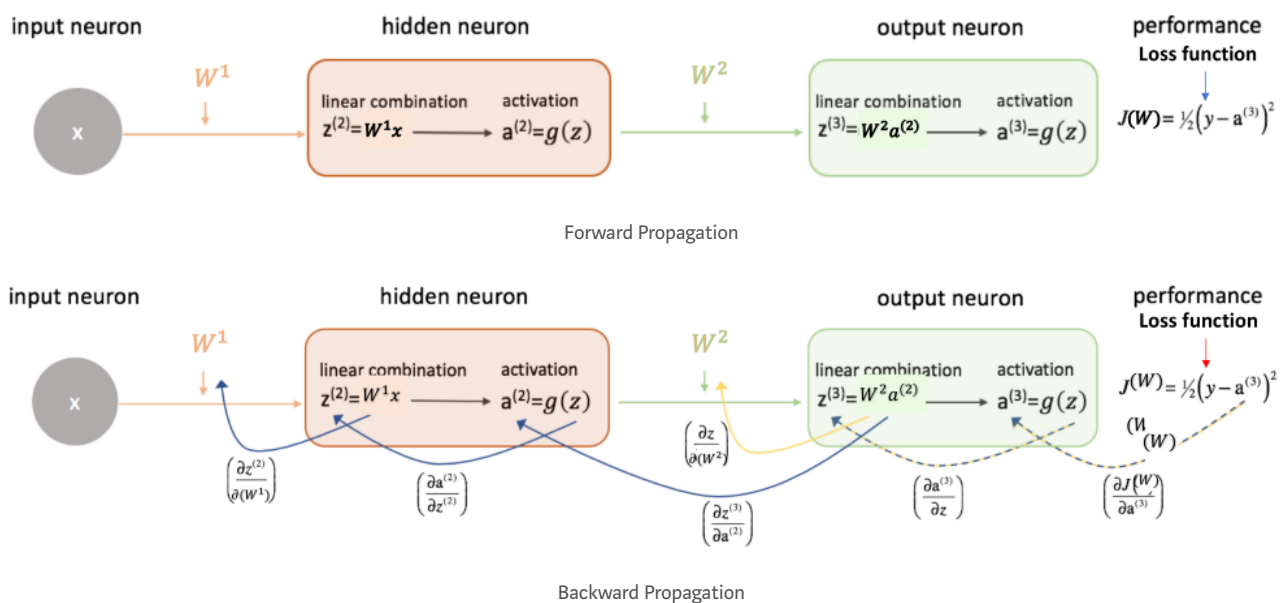 input neuron
hidden neuron
output neuron
performance
Loss function
W¹
W²
x
linear combination
activation
z⁽²⁾=W¹x
a⁽²⁾=g(z)
linear combination
activation
z⁽³⁾=W²a⁽²⁾
a⁽³⁾=g(z)
J(W)= ½(y − a⁽³⁾)²
Forward Propagation
input neuron
hidden neuron
output neuron
performance
Loss function
W¹
W²
x
linear combination
activation
z⁽²⁾=W¹x
a⁽²⁾=g(z)
linear combination
activation
z⁽³⁾=W²a⁽²⁾
a⁽³⁾=g(z)
J(W)= ½(y − a⁽³⁾)²
(W
(W)
(∂z⁽²⁾/∂(W¹))
(∂a⁽²⁾/∂z⁽²⁾)
(∂z⁽³⁾/∂a⁽²⁾)
(∂z/∂(W²))
(∂a⁽³⁾/∂z)
(∂J(W)/∂a⁽³⁾)
Backward Propagation